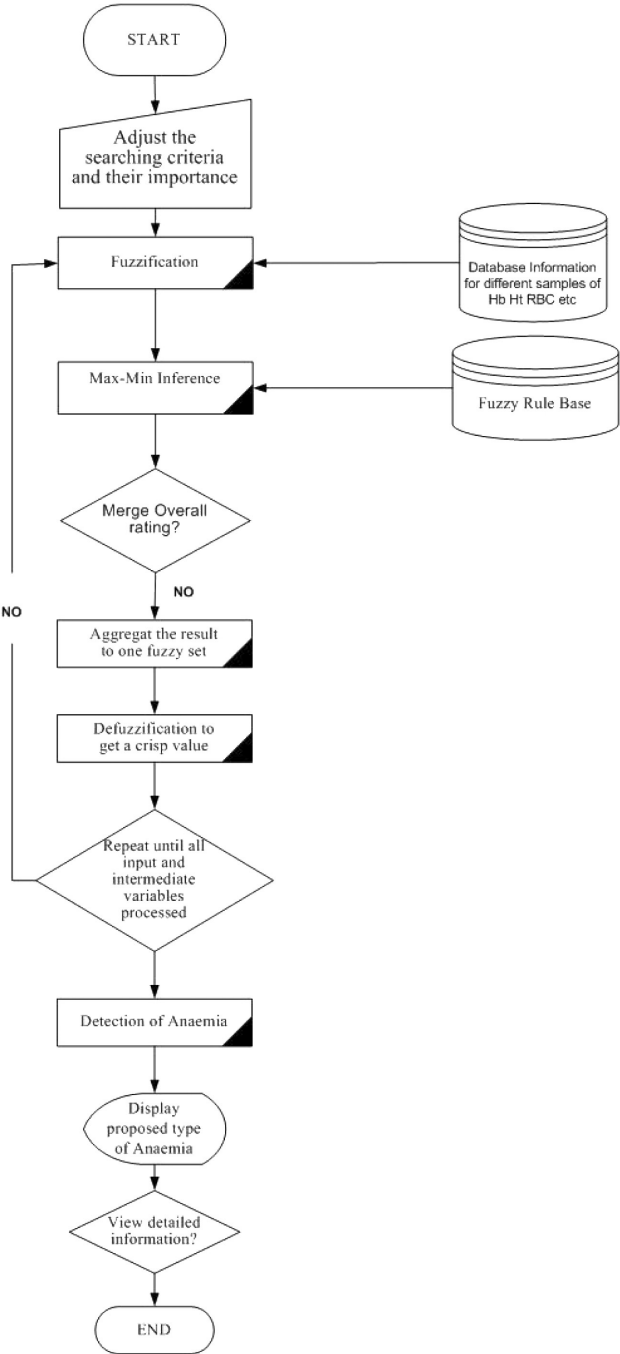 START
Adjust the
searching criteria
and their importance
Fuzzification
Database Information
for different samples of
Hb Ht RBC etc
Max-Min Inference
Fuzzy Rule Base
Merge Overall
rating?
NO
NO
Aggregat the result
to one fuzzy set
Defuzzification to
get a crisp value
Repeat until all
input and
intermediate
variables
processed
Detection of Anaemia
Display
proposed type
of Anaemia
View detailed
information?
END